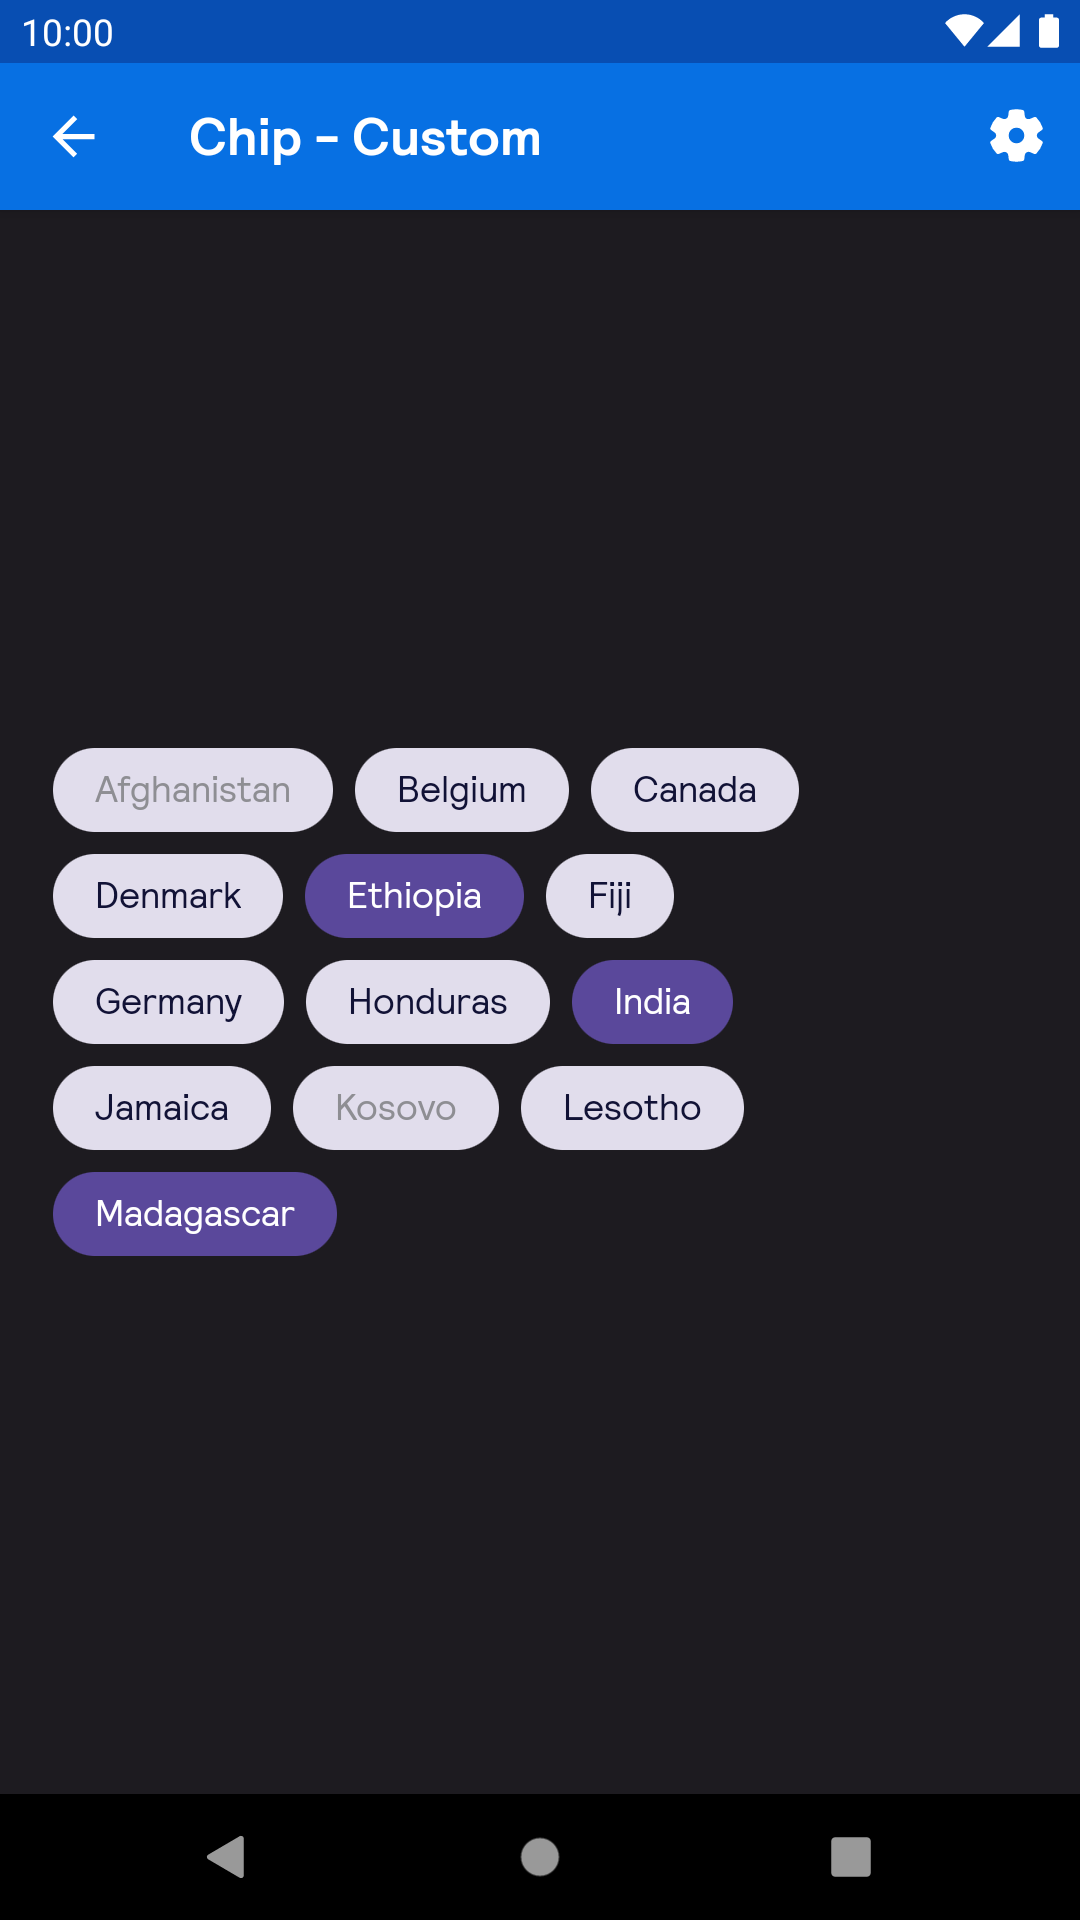 10:00
Chip - Custom
Afghanistan Belgium Canada
Denmark Ethiopia Fiji
Germany Honduras India
Jamaica Kosovo Lesotho
Madagascar